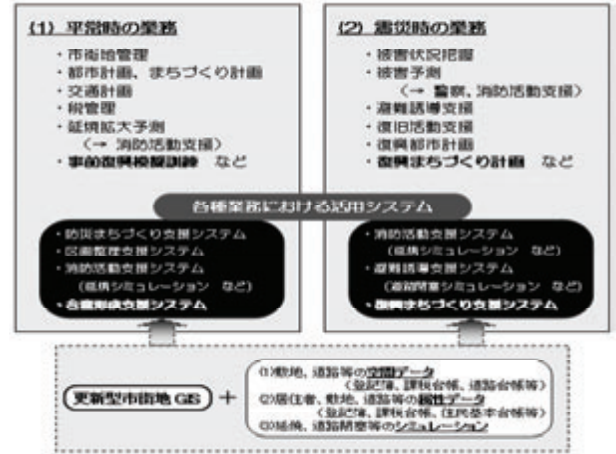 (1) 平常時の業務
・市街地管理
・都市計画、まちづくり計画
・交通計画
・税管理
・延焼拡大予測
(→ 消防活動支援)
・事前復興模擬訓練 など
(2) 震災時の業務
・被害状況把握
・被害予測
(→ 警察、消防活動支援)
・避難誘導支援
・復旧活動支援
・復興都市計画
・復興まちづくり計画 など
各種業務における活用システム
・防災まちづくり支援システム
・区画整理支援システム
・消防活動支援システム
(延焼シミュレーション など)
・合意形成支援システム
・消防活動支援システム
(延焼シミュレーション など)
・避難誘導支援システム
(道路閉塞シミュレーション など)
・復興まちづくり支援システム
更新型市街地 GIS
+
(1)敷地、道路等の空間データ
(登記簿、課税台帳、道路台帳等)
(2)居住者、敷地、道路等の属性データ
(登記簿、課税台帳、住民基本台帳等)
(3)延焼、道路閉塞等のシミュレーション